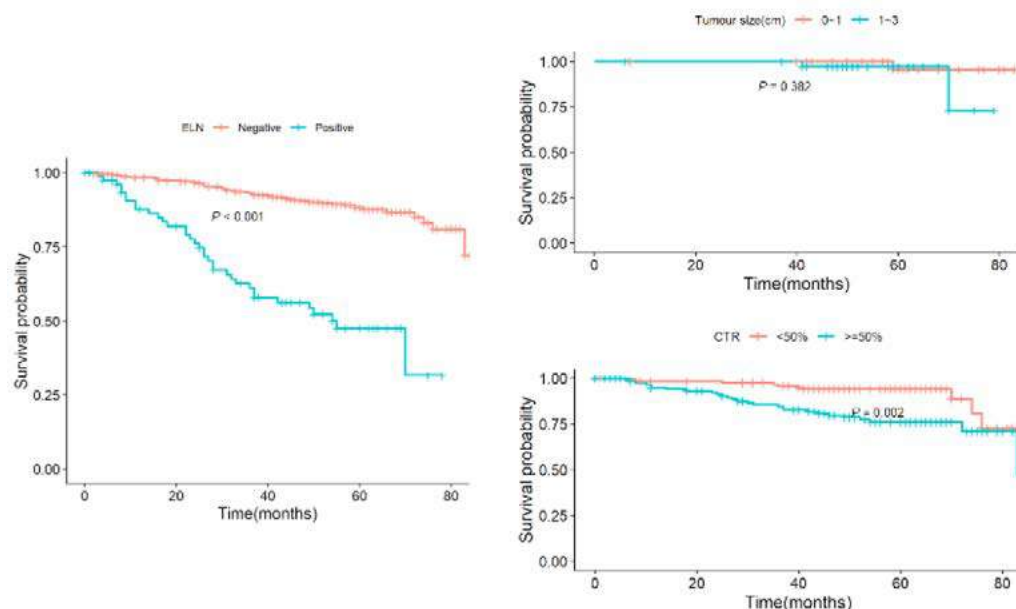 ELN Negative Positive
1.00
0.75
0.50
0.25
0.00
Survival probability
P < 0.001
0 20 40 60 80
Time(months)
Tumour size(cm) 0~1 1~3
1.00
0.75
0.50
0.25
0.00
Survival probability
P = 0.382
0 20 40 60 80
Time(months)
CTR <50% >=50%
1.00
0.75
0.50
0.25
0.00
Survival probability
P = 0.002
0 20 40 60 80
Time(months)